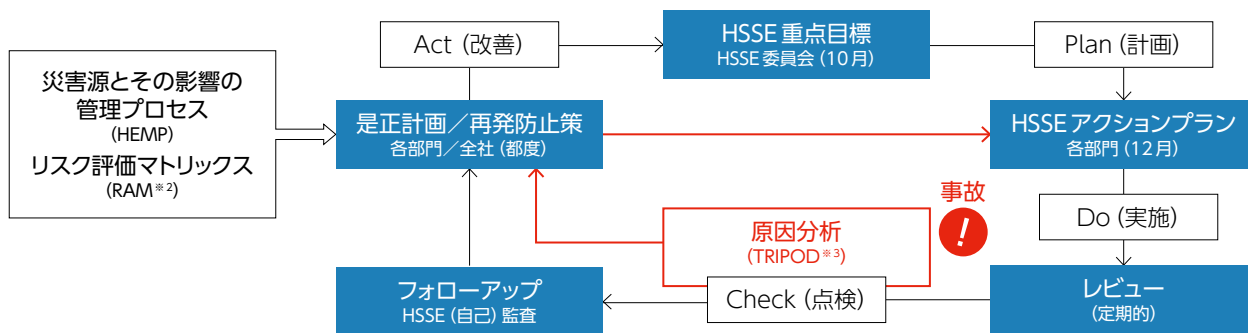 災害源とその影響の
管理プロセス
(HEMP)
リスク評価マトリックス
(RAM※2)
Act（改善）
HSSE 重点目標
HSSE 委員会（10月）
Plan（計画）
是正計画／再発防止策
各部門／全社（都度）
HSSE アクションプラン
各部門（12月）
事故
!
原因分析
(TRIPOD※3)
Do（実施）
フォローアップ
HSSE（自己）監査
Check（点検）
レビュー
（定期的）